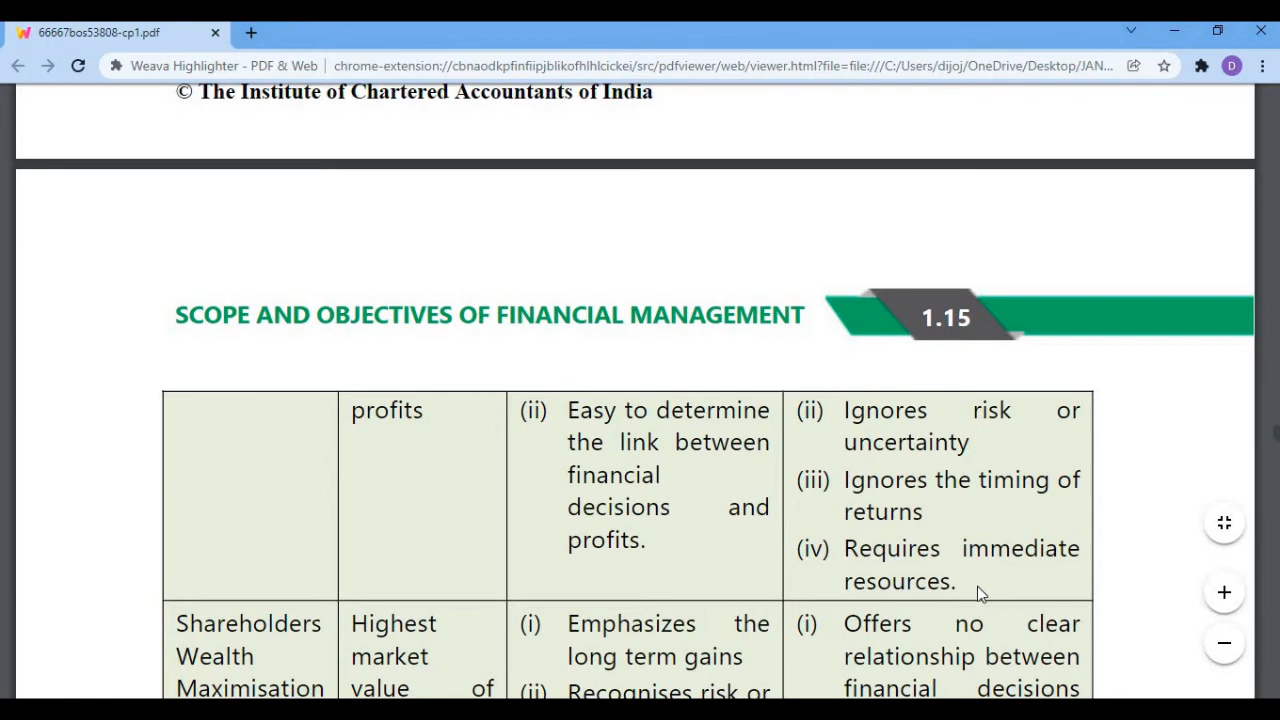 66667bos53808-cp1.pdf
Weava Highlighter - PDF & Web | chrome-extension://cbnaodkpfinfiipjblikofhlhlcickei/src/pdfviewer/web/viewer.html?file=file:///C:/Users/dijoj/OneDrive/Desktop/JAN...
D
© The Institute of Chartered Accountants of India
SCOPE AND OBJECTIVES OF FINANCIAL MANAGEMENT
1.15
profits
(ii) Easy to determine
the link between
financial
decisions and
profits.
(ii) Ignores risk or
uncertainty
(iii) Ignores the timing of
returns
(iv) Requires immediate
resources.
Shareholders
Wealth
Maximisation
Highest
market
value of
(i) Emphasizes the
long term gains
(ii) Recognises risk or
(i) Offers no clear
relationship between
financial decisions